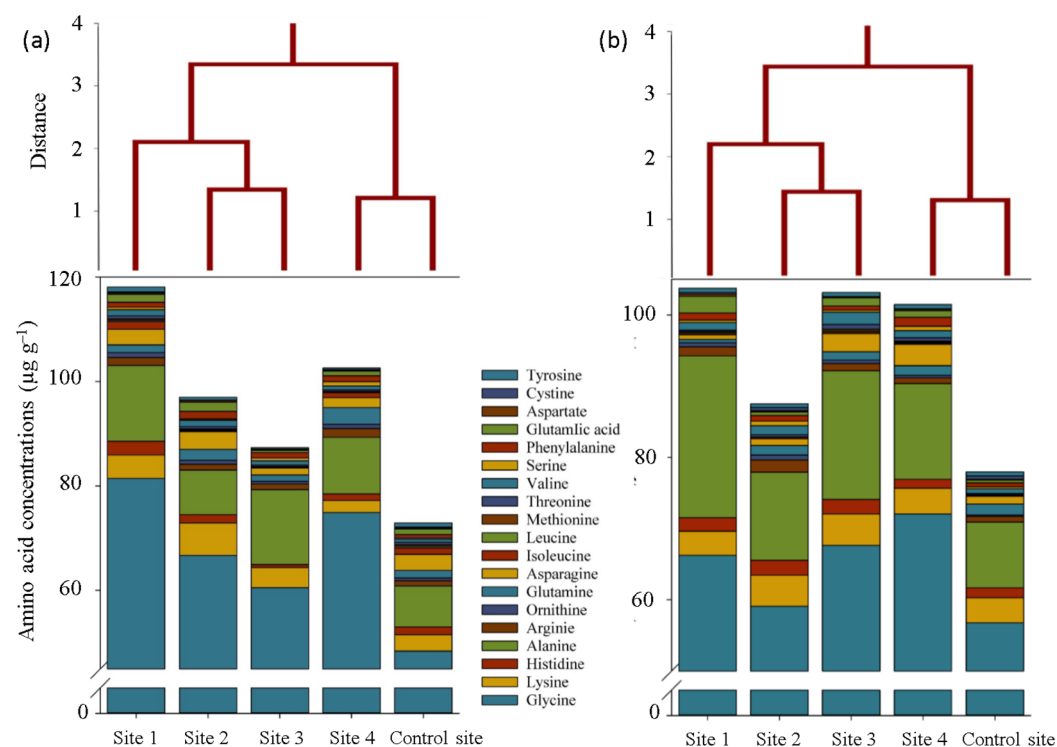 (a)
4
3
2
1
Distance
120
100
80
60
0
Amino acid concentrations (µg g⁻¹)
Site 1 Site 2 Site 3 Site 4 Control site
Tyrosine
Cystine
Aspartate
GlutamIic acid
Phenylalanine
Serine
Valine
Threonine
Methionine
Leucine
Isoleucine
Asparagine
Glutamine
Ornithine
Arginie
Alanine
Histidine
Lysine
Glycine
(b)
4
3
2
1
100
80
60
0
Site 1 Site 2 Site 3 Site 4 Control site